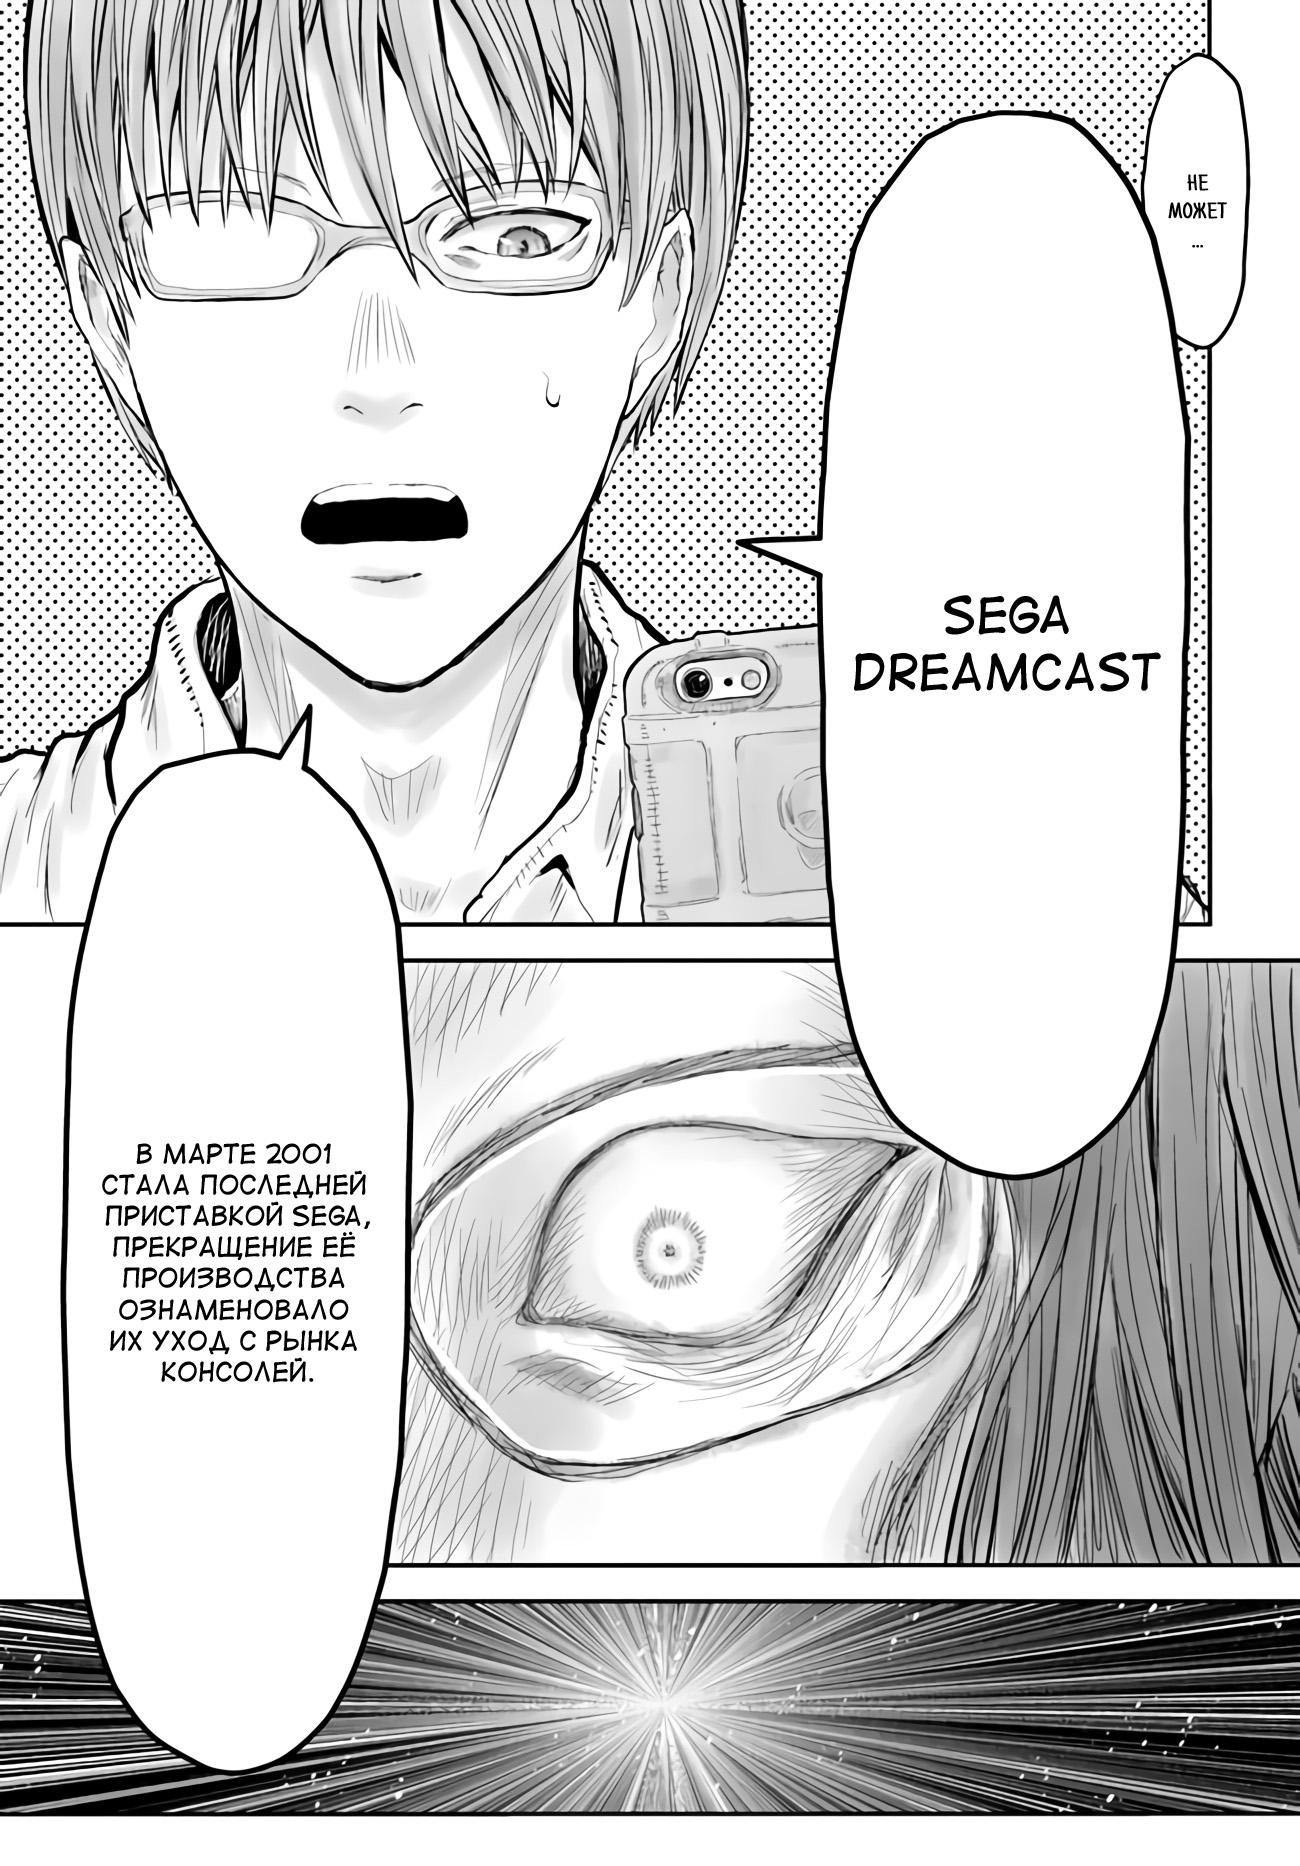 НЕ
МОЖЕТ
...
SEGA
DREAMCAST
В МАРТЕ 2001
СТАЛА ПОСЛЕДНЕЙ
ПРИСТАВКОЙ SEGA,
ПРЕКРАЩЕНИЕ ЕЁ
ПРОИЗВОДСТВА
ОЗНАМЕНОВАЛО
ИХ УХОД С РЫНКА
КОНСОЛЕЙ.